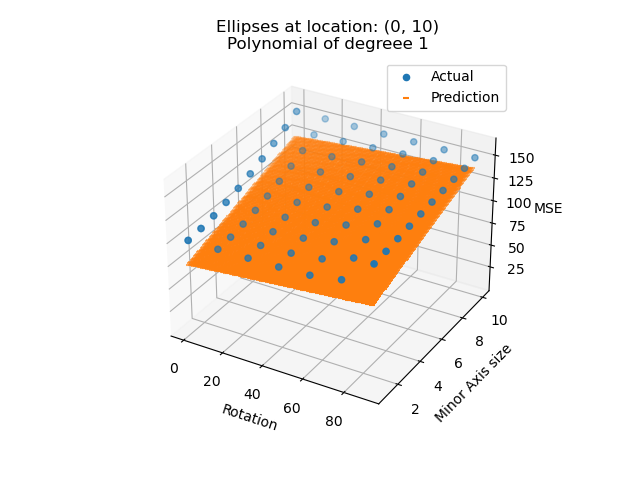 Ellipses at location: (0, 10)
Polynomial of degreee 1
Actual
Prediction
150
125
100
75
50
25
MSE
10
8
6
4
2
Minor Axis size
0
20
40
60
80
Rotation